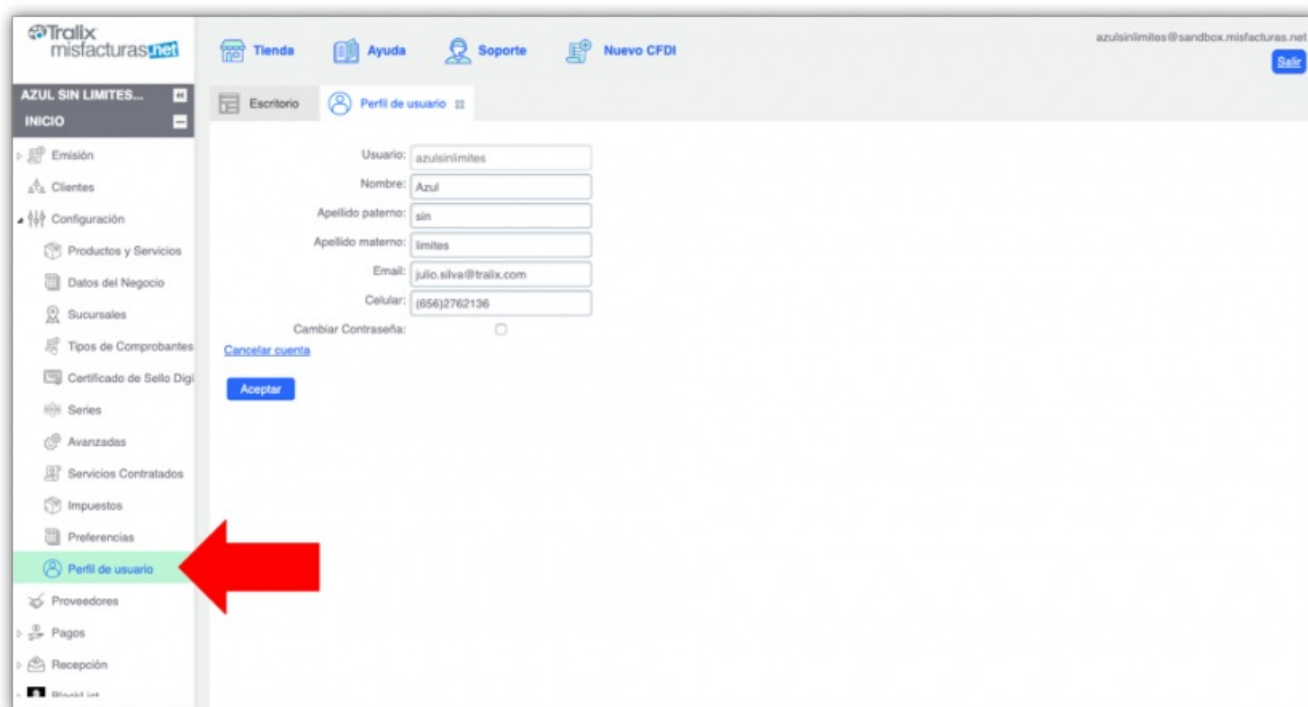 Tralix
misfacturas.net
Tienda
Ayuda
Soporte
Nuevo CFDI
azulsinlimites@sandbox.misfacturas.net
Salir
AZUL SIN LIMITES...
INICIO
Emisión
Clientes
Configuración
Productos y Servicios
Datos del Negocio
Sucursales
Tipos de Comprobantes
Certificado de Sello Digi
Series
Avanzadas
Servicios Contratados
Impuestos
Preferencias
Perfil de usuario
Proveedores
Pagos
Recepción
BlackList
Escritorio
Perfil de usuario
Usuario: azulsinlimites
Nombre: Azul
Apellido paterno: sin
Apellido materno: limites
Email: julio.silva@tralix.com
Celular: (656)2762136
Cambiar Contraseña:
Cancelar cuenta
Aceptar